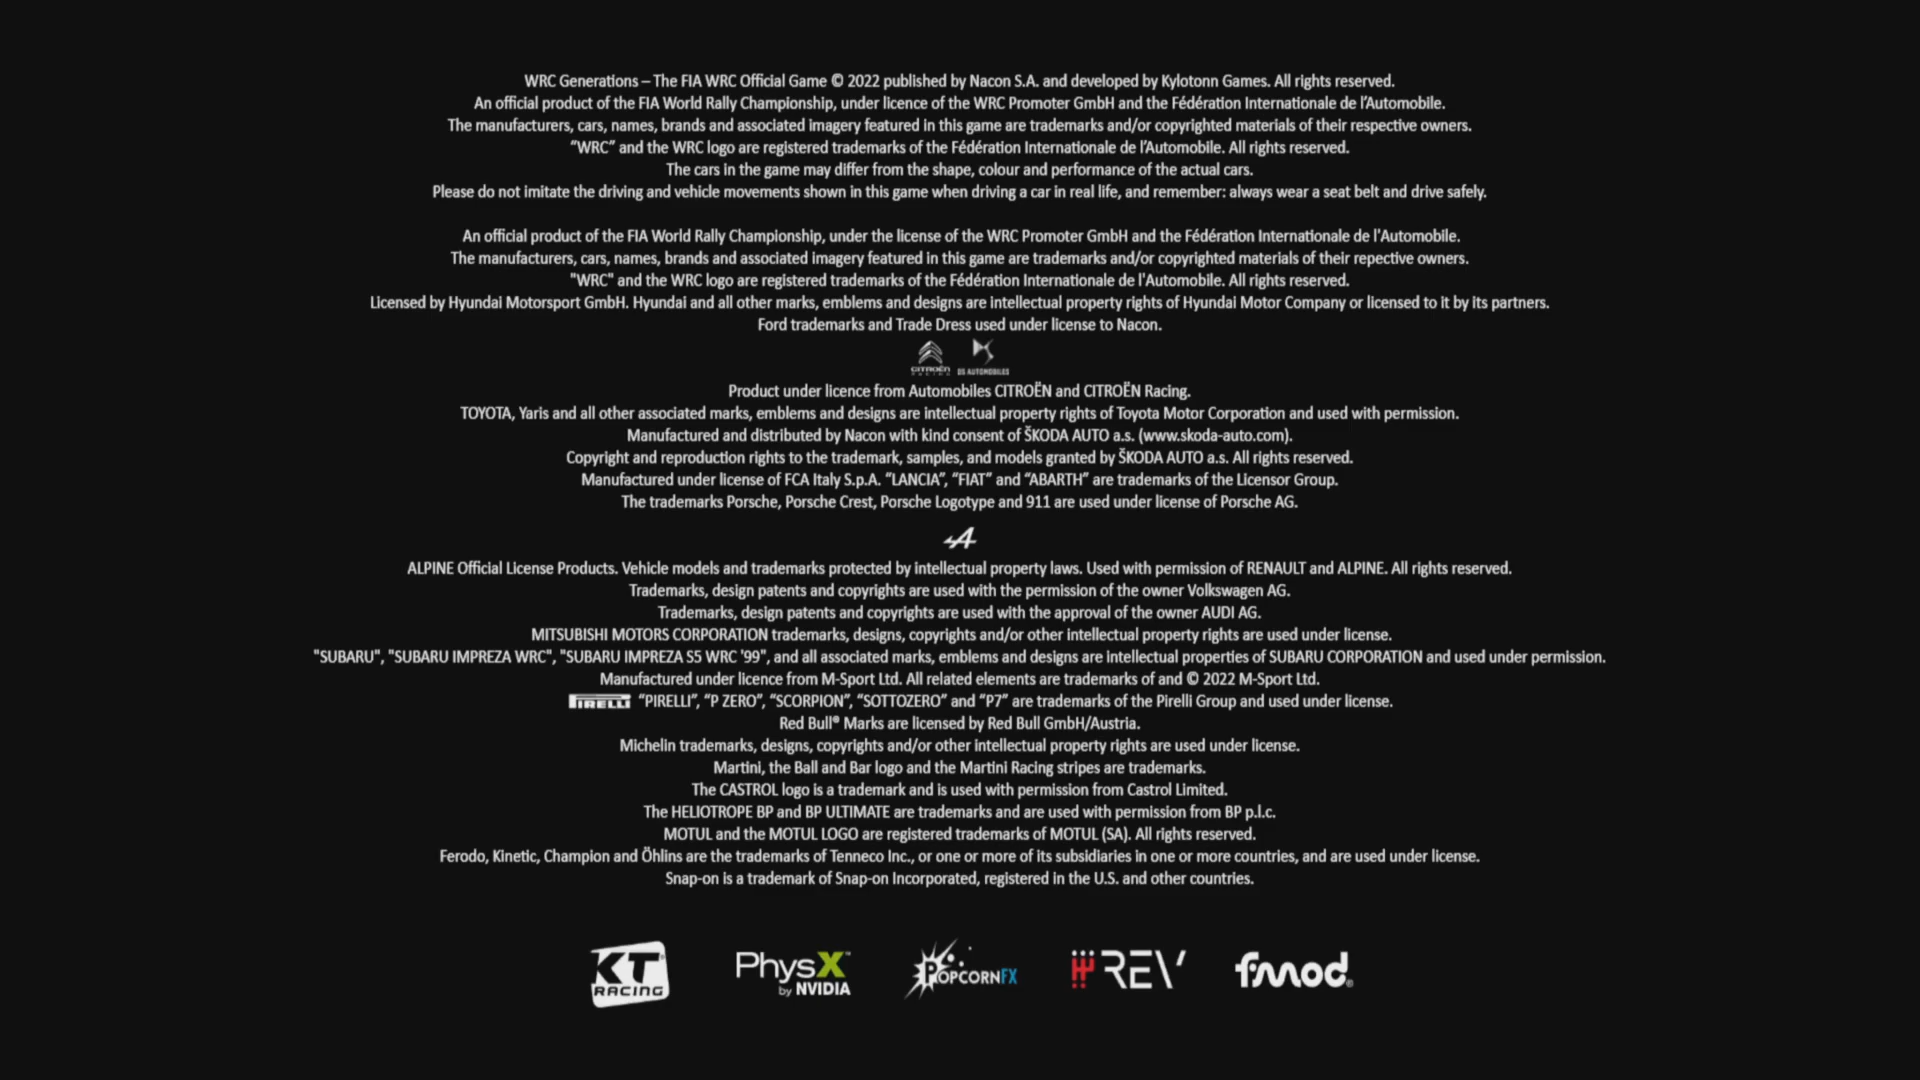 WRC Generations – The FIA WRC Official Game © 2022 published by Nacon S.A. and developed by Kylotonn Games. All rights reserved.
An official product of the FIA World Rally Championship, under licence of the WRC Promoter GmbH and the Fédération Internationale de l’Automobile.
The manufacturers, cars, names, brands and associated imagery featured in this game are trademarks and/or copyrighted materials of their respective owners.
“WRC” and the WRC logo are registered trademarks of the Fédération Internationale de l’Automobile. All rights reserved.
The cars in the game may differ from the shape, colour and performance of the actual cars.
Please do not imitate the driving and vehicle movements shown in this game when driving a car in real life, and remember: always wear a seat belt and drive safely.
An official product of the FIA World Rally Championship, under the license of the WRC Promoter GmbH and the Fédération Internationale de l'Automobile.
The manufacturers, cars, names, brands and associated imagery featured in this game are trademarks and/or copyrighted materials of their repective owners.
"WRC" and the WRC logo are registered trademarks of the Fédération Internationale de l'Automobile. All rights reserved.
Licensed by Hyundai Motorsport GmbH. Hyundai and all other marks, emblems and designs are intellectual property rights of Hyundai Motor Company or licensed to it by its partners.
Ford trademarks and Trade Dress used under license to Nacon.
CITROËN RACING DS AUTOMOBILES
Product under licence from Automobiles CITROËN and CITROËN Racing.
TOYOTA, Yaris and all other associated marks, emblems and designs are intellectual property rights of Toyota Motor Corporation and used with permission.
Manufactured and distributed by Nacon with kind consent of ŠKODA AUTO a.s. (www.skoda-auto.com).
Copyright and reproduction rights to the trademark, samples, and models granted by ŠKODA AUTO a.s. All rights reserved.
Manufactured under license of FCA Italy S.p.A. “LANCIA”, “FIAT” and “ABARTH” are trademarks of the Licensor Group.
The trademarks Porsche, Porsche Crest, Porsche Logotype and 911 are used under license of Porsche AG.
ALPINE Official License Products. Vehicle models and trademarks protected by intellectual property laws. Used with permission of RENAULT and ALPINE. All rights reserved.
Trademarks, design patents and copyrights are used with the permission of the owner Volkswagen AG.
Trademarks, design patents and copyrights are used with the approval of the owner AUDI AG.
MITSUBISHI MOTORS CORPORATION trademarks, designs, copyrights and/or other intellectual property rights are used under license.
"SUBARU", "SUBARU IMPREZA WRC", "SUBARU IMPREZA S5 WRC '99", and all associated marks, emblems and designs are intellectual properties of SUBARU CORPORATION and used under permission.
Manufactured under licence from M-Sport Ltd. All related elements are trademarks of and © 2022 M-Sport Ltd.
PIRELLI “PIRELLI”, “P ZERO”, “SCORPION”, “SOTTOZERO” and “P7” are trademarks of the Pirelli Group and used under license.
Red Bull® Marks are licensed by Red Bull GmbH/Austria.
Michelin trademarks, designs, copyrights and/or other intellectual property rights are used under license.
Martini, the Ball and Bar logo and the Martini Racing stripes are trademarks.
The CASTROL logo is a trademark and is used with permission from Castrol Limited.
The HELIOTROPE BP and BP ULTIMATE are trademarks and are used with permission from BP p.l.c.
MOTUL and the MOTUL LOGO are registered trademarks of MOTUL (SA). All rights reserved.
Ferodo, Kinetic, Champion and Öhlins are the trademarks of Tenneco Inc., or one or more of its subsidiaries in one or more countries, and are used under license.
Snap-on is a trademark of Snap-on Incorporated, registered in the U.S. and other countries.
KT RACING
PhysX™ by NVIDIA
POPCORNFX
REV
fmod®